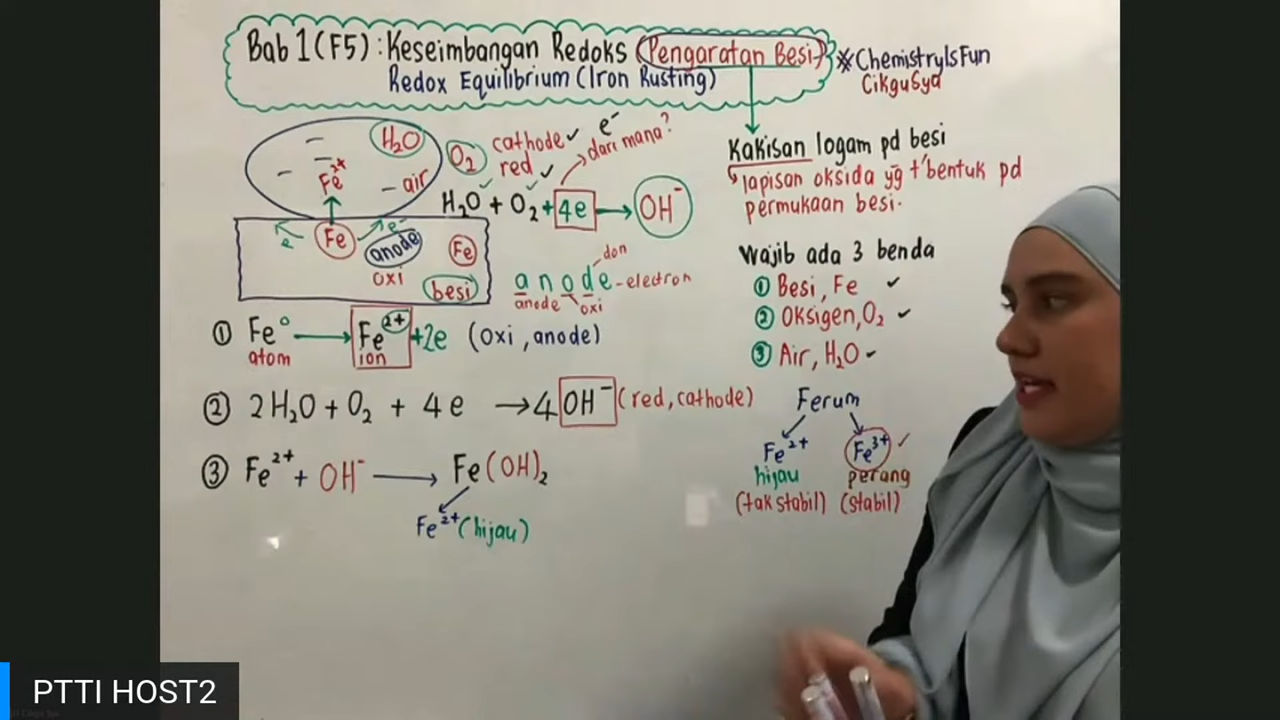 Bab 1 (F5) : Keseimbangan Redoks (Pengaratan Besi)
Redox Equilibrium (Iron Rusting)
*ChemistryIsFun
CikguSya
H₂O
Fe²⁺
air
O₂
cathode ✓
red ✓
e⁻
dari mana?
H₂O + O₂ + 4e → OH⁻
e⁻
Fe
e⁻
anode
oxi
Fe
besi
don
anode - electron
anode
oxi
① Fe⁰ → Fe²⁺ + 2e (oxi, anode)
atom
ion
② 2H₂O + O₂ + 4e → 4OH⁻ (red, cathode)
③ Fe²⁺ + OH⁻ → Fe(OH)₂
Fe²⁺ (hijau)
Kakisan logam pd besi
lapisan oksida yg t'bentuk pd
permukaan besi.
Wajib ada 3 benda
① Besi, Fe ✓
② Oksigen, O₂ ✓
③ Air, H₂O ✓
Ferum
Fe²⁺ Fe³⁺ ✓
hijau perang
(tak stabil) (stabil)
PTTI HOST2